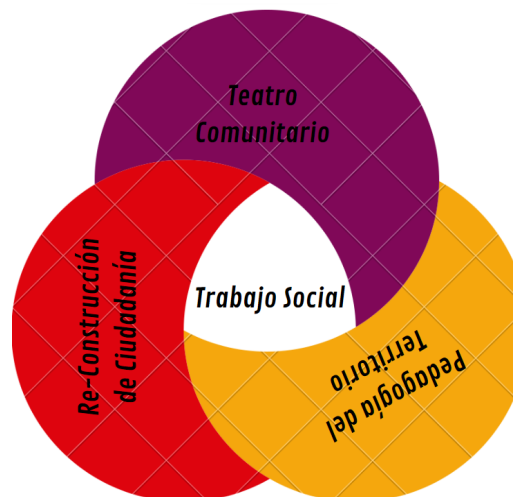 Teatro
Comunitario
Re-Construcción
de Ciudadanía
Trabajo Social
Pedagogía del
Territorio